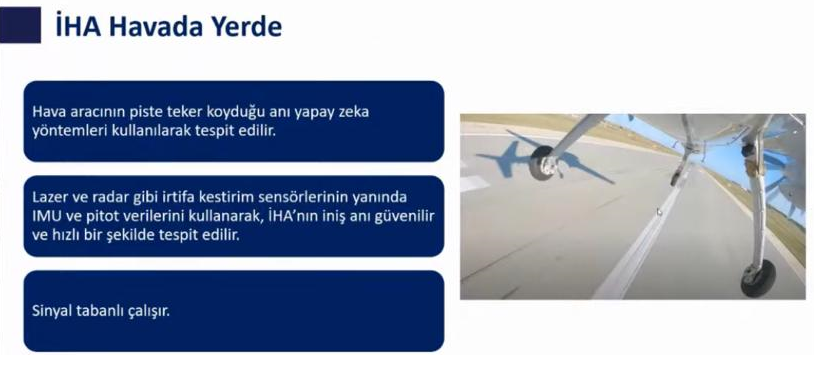 İHA Havada Yerde
Hava aracının piste teker koyduğu anı yapay zeka
yöntemleri kullanılarak tespit edilir.
Lazer ve radar gibi irtifa kestirim sensörlerinin yanında
IMU ve pitot verilerini kullanarak, İHA'nın iniş anı güvenilir
ve hızlı bir şekilde tespit edilir.
Sinyal tabanlı çalışır.